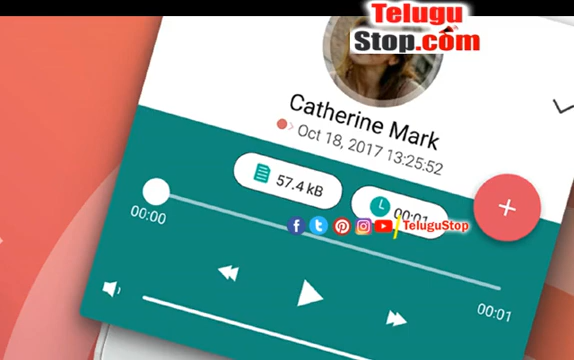 Telugu
Stop.com
Catherine Mark
Oct 18, 2017 13:25:52
57.4 kB
00:01
00:00
/TeluguStop
00:01